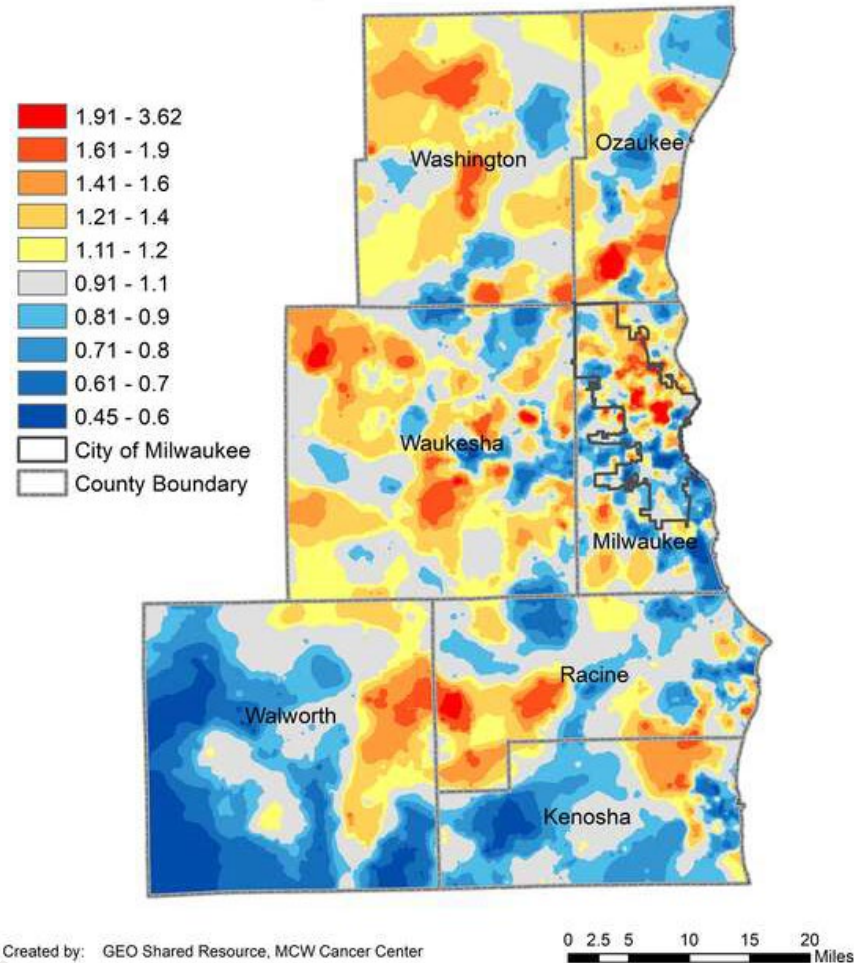 1.91 - 3.62
1.61 - 1.9
1.41 - 1.6
1.21 - 1.4
1.11 - 1.2
0.91 - 1.1
0.81 - 0.9
0.71 - 0.8
0.61 - 0.7
0.45 - 0.6
City of Milwaukee
County Boundary
Washington
Ozaukee
Waukesha
Milwaukee
Racine
Walworth
Kenosha
Created by: GEO Shared Resource, MCW Cancer Center
0 2.5 5 10 15 20
Miles